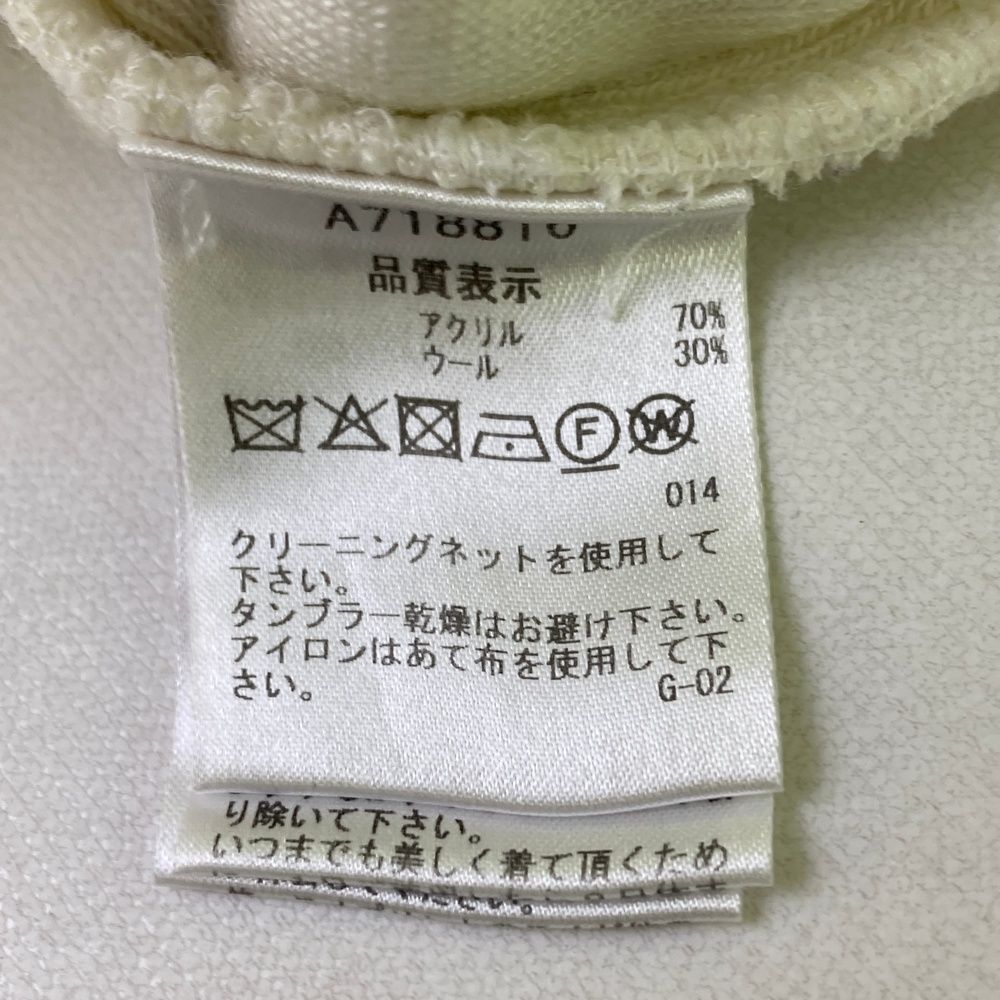 A718810
品質表示
アクリル 70%
ウール 30%
F W
014
クリーニングネットを使用して
下さい。
タンブラー乾燥はお避け下さい。
アイロンはあて布を使用して下
さい。 G-02
り除いて下さい。
いつまでも美しく着て頂くため